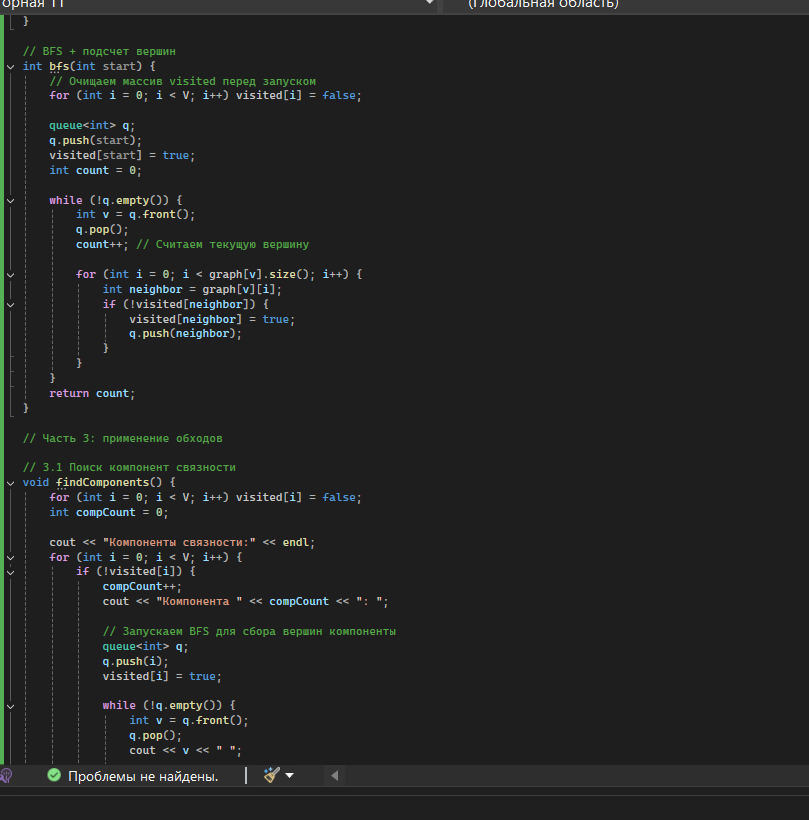 орная 11
(Глобальная область)
}
// BFS + подсчет вершин
int bfs(int start) {
// Очищаем массив visited перед запуском
for (int i = 0; i < V; i++) visited[i] = false;
queue<int> q;
q.push(start);
visited[start] = true;
int count = 0;
while (!q.empty()) {
int v = q.front();
q.pop();
count++; // Считаем текущую вершину
for (int i = 0; i < graph[v].size(); i++) {
int neighbor = graph[v][i];
if (!visited[neighbor]) {
visited[neighbor] = true;
q.push(neighbor);
}
}
}
return count;
}
// Часть 3: применение обходов
// 3.1 Поиск компонент связности
void findComponents() {
for (int i = 0; i < V; i++) visited[i] = false;
int compCount = 0;
cout << "Компоненты связности:" << endl;
for (int i = 0; i < V; i++) {
if (!visited[i]) {
compCount++;
cout << "Компонента " << compCount << ": ";
// Запускаем BFS для сбора вершин компоненты
queue<int> q;
q.push(i);
visited[i] = true;
while (!q.empty()) {
int v = q.front();
q.pop();
cout << v << " ";
Проблемы не найдены.